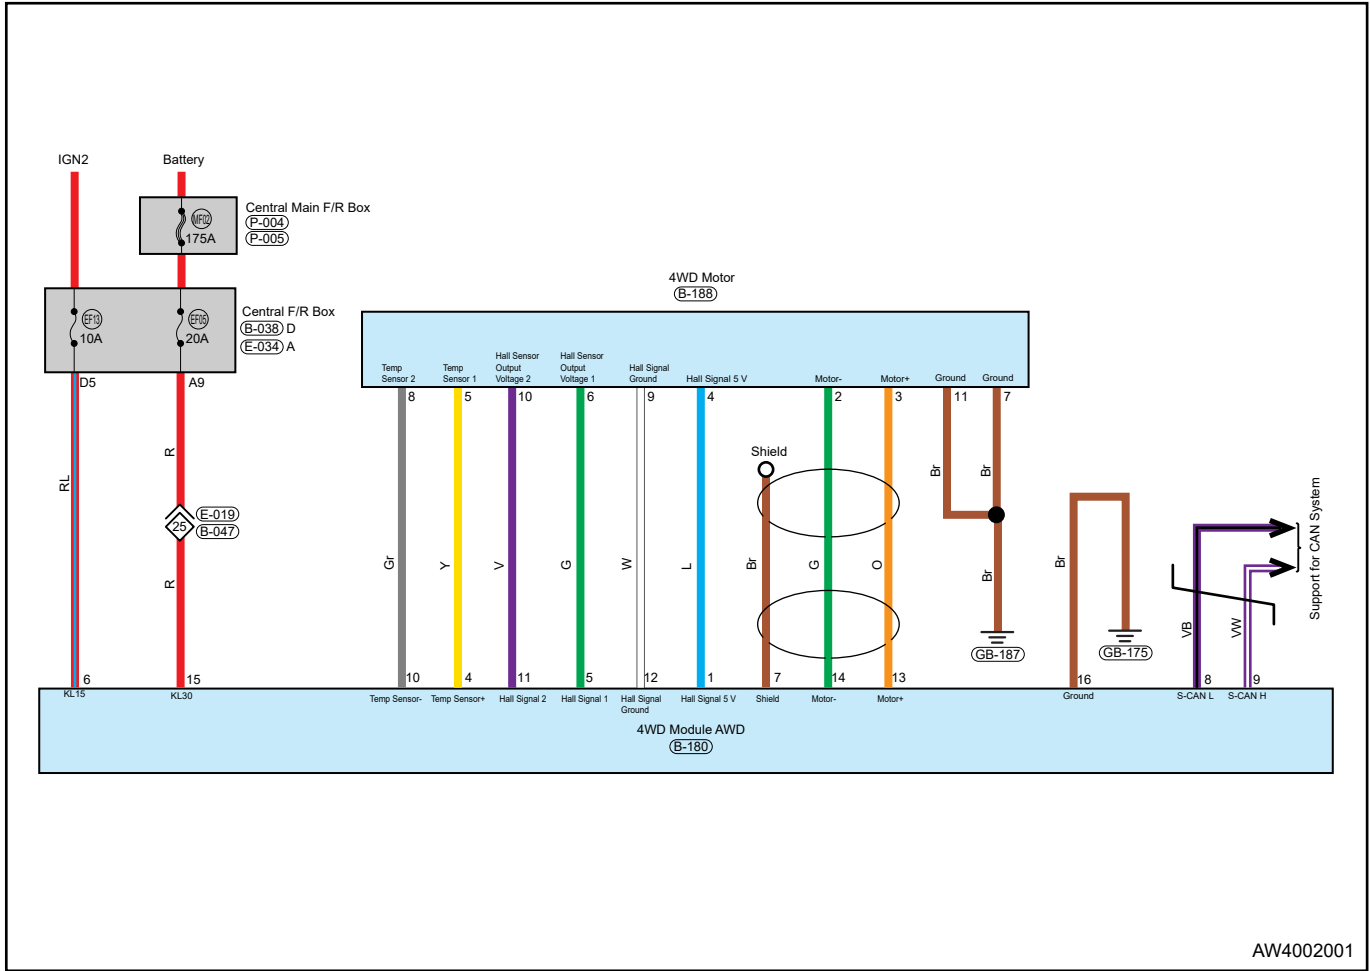 IGN2
Battery
MF02
175A
Central Main F/R Box
P-004
P-005
EF13
10A
EF05
20A
Central F/R Box
B-038 D
E-034 A
D5
A9
4WD Motor
B-188
Temp
Sensor 2
Temp
Sensor 1
Hall Sensor
Output
Voltage 2
Hall Sensor
Output
Voltage 1
Hall Signal
Ground
Hall Signal 5 V
Motor-
Motor+
Ground
Ground
8
5
10
6
9
4
2
3
11
7
RL
R
25
E-019
B-047
R
Shield
Gr
Y
V
G
W
L
Br
G
O
Br
Br
Br
GB-187
Br
GB-175
VB
VW
Support for CAN System
6
15
10
4
11
5
12
1
7
14
13
16
8
9
KL15
KL30
Temp Sensor-
Temp Sensor+
Hall Signal 2
Hall Signal 1
Hall Signal
Ground
Hall Signal 5 V
Shield
Motor-
Motor+
Ground
S-CAN L
S-CAN H
4WD Module AWD
B-180
AW4002001